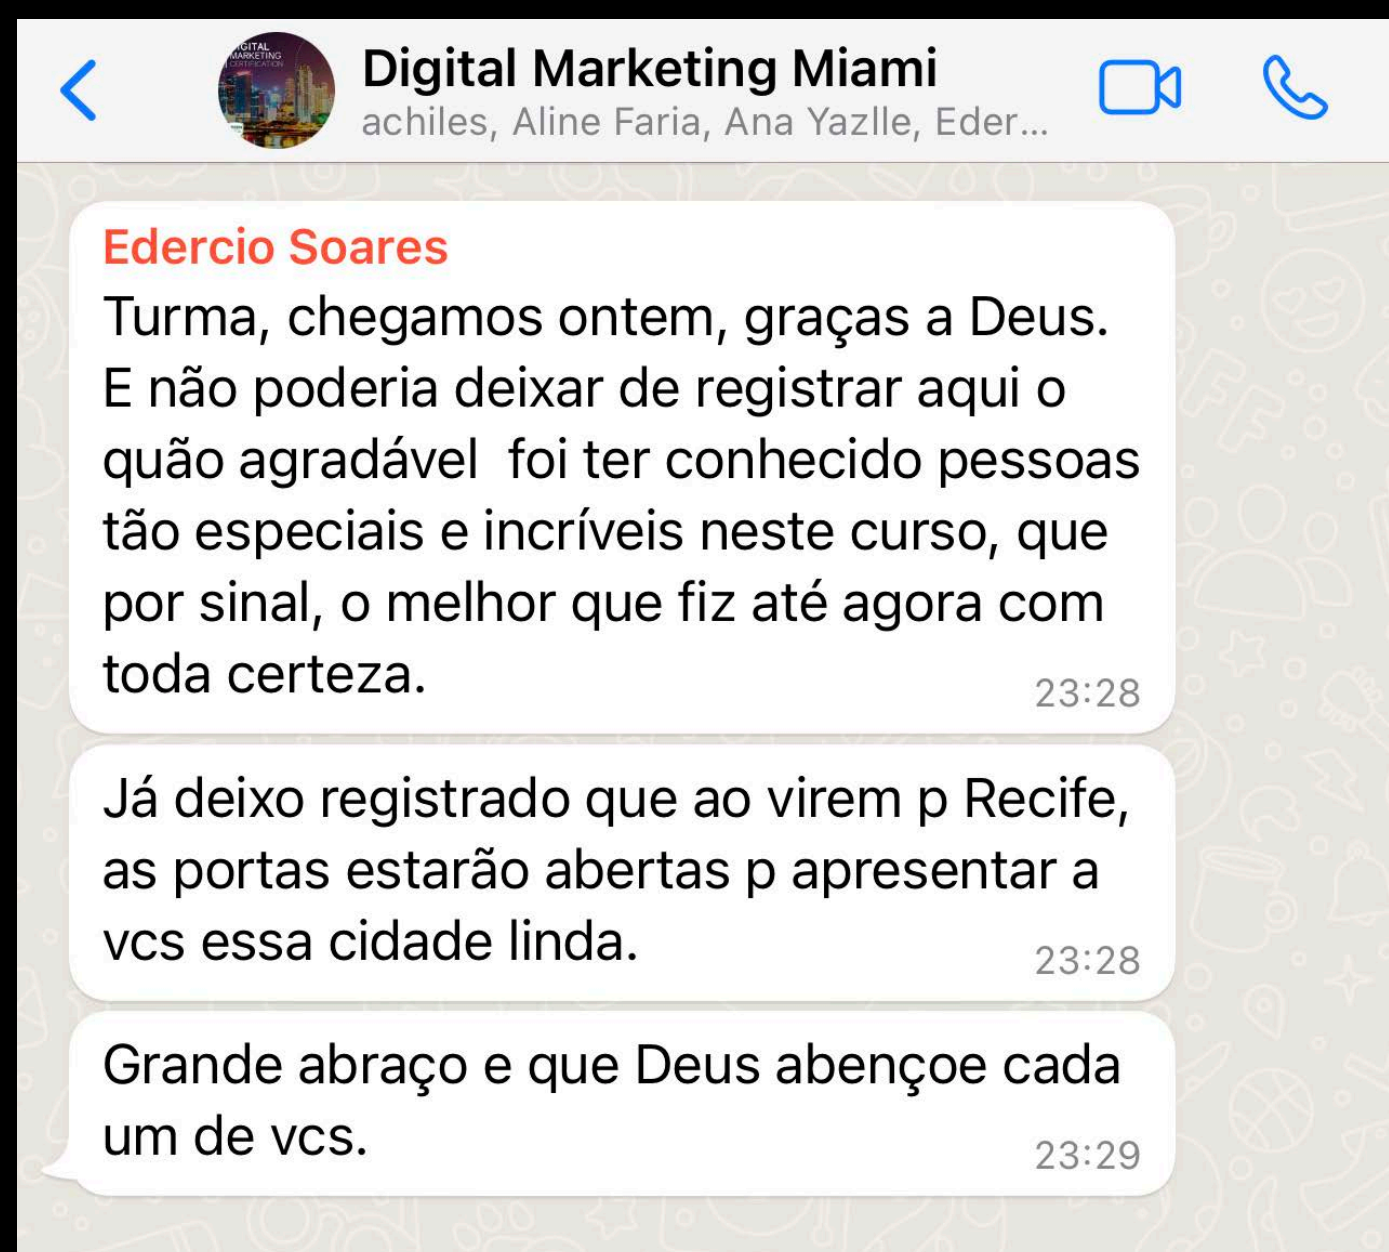 DIGITAL
MARKETING
CERTIFICATION
Digital Marketing Miami
achiles, Aline Faria, Ana Yazlle, Eder...
Edercio Soares
Turma, chegamos ontem, graças a Deus.
E não poderia deixar de registrar aqui o
quão agradável  foi ter conhecido pessoas
tão especiais e incríveis neste curso, que
por sinal, o melhor que fiz até agora com
toda certeza.
23:28
Já deixo registrado que ao virem p Recife,
as portas estarão abertas p apresentar a
vcs essa cidade linda.
23:28
Grande abraço e que Deus abençoe cada
um de vcs.
23:29